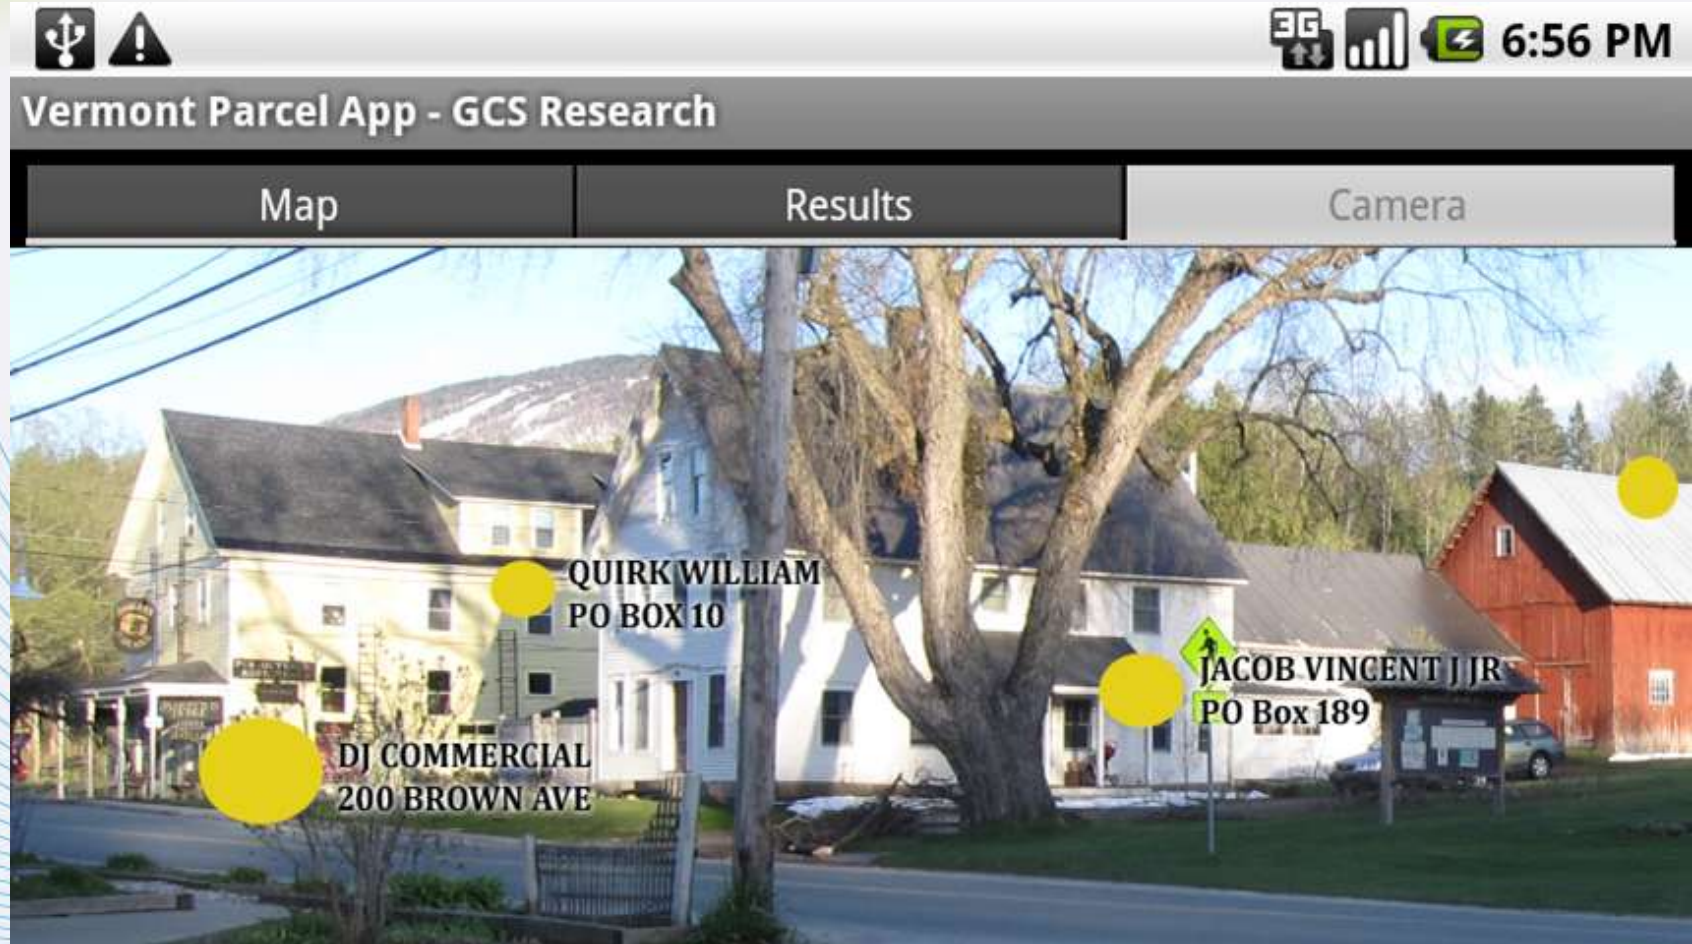 3G
6:56 PM
Vermont Parcel App - GCS Research
Map
Results
Camera
QUIRK WILLIAM
PO BOX 10
JACOB VINCENT J JR
PO Box 189
DJ COMMERCIAL
200 BROWN AVE